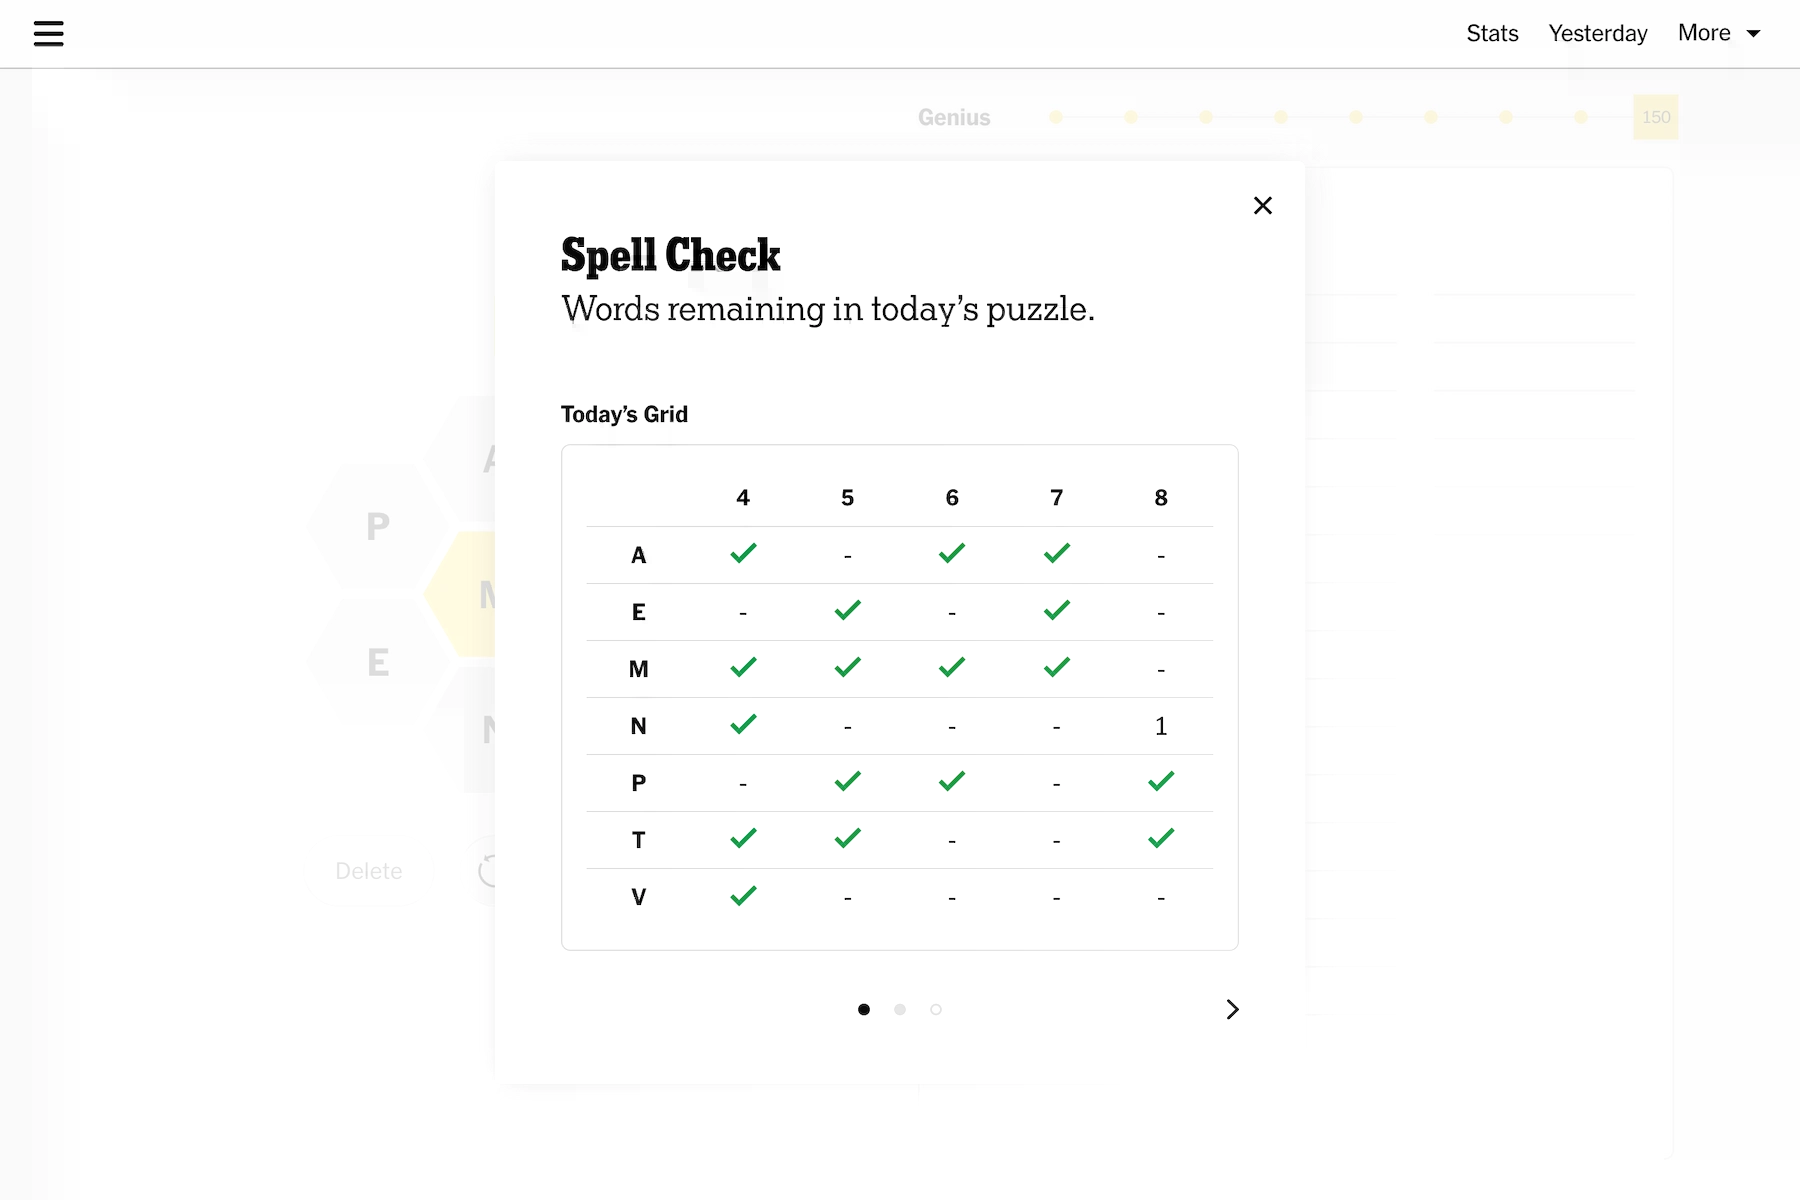 Stats Yesterday More
Genius 150
Spell Check
Words remaining in today’s puzzle.
Today’s Grid
4 5 6 7 8
A ✓ - ✓ ✓ -
E - ✓ - ✓ -
M ✓ ✓ ✓ ✓ -
N ✓ - - - 1
P - ✓ ✓ - ✓
T ✓ ✓ - - ✓
V ✓ - - - -
A
P
M
E
N
Delete